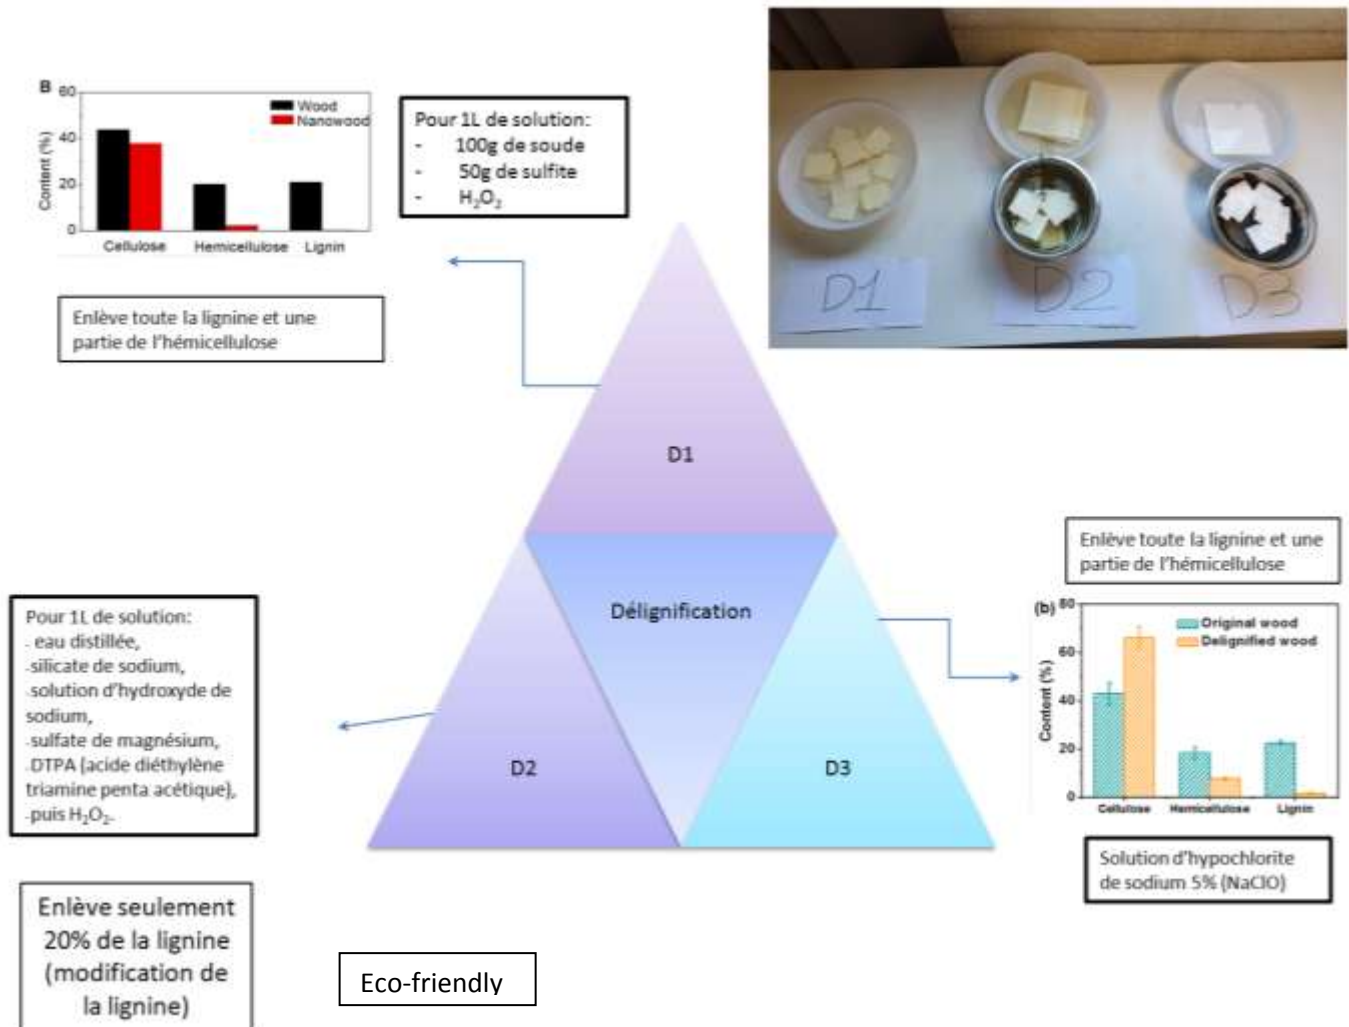 B
60
40
20
0
Content (%)
Wood
Nanowood
Cellulose
Hemicellulose
Lignin
Pour 1L de solution:
- 100g de soude
- 50g de sulfite
- H₂O₂
Enlève toute la lignine et une
partie de l'hémicellulose
D1
D2
D3
D1
Délignification
D2
D3
Pour 1L de solution:
- eau distillée,
-silicate de sodium,
-solution d'hydroxyde de
sodium,
-sulfate de magnésium,
-DTPA (acide diéthylène
triamine penta acétique),
-puis H₂O₂.
Enlève seulement
20% de la lignine
(modification de
la lignine)
Eco-friendly
Enlève toute la lignine et une
partie de l'hémicellulose
(b)
80
60
40
20
0
Content (%)
Original wood
Delignified wood
Cellulose
Hemicellulose
Lignin
Solution d'hypochlorite
de sodium 5% (NaClO)